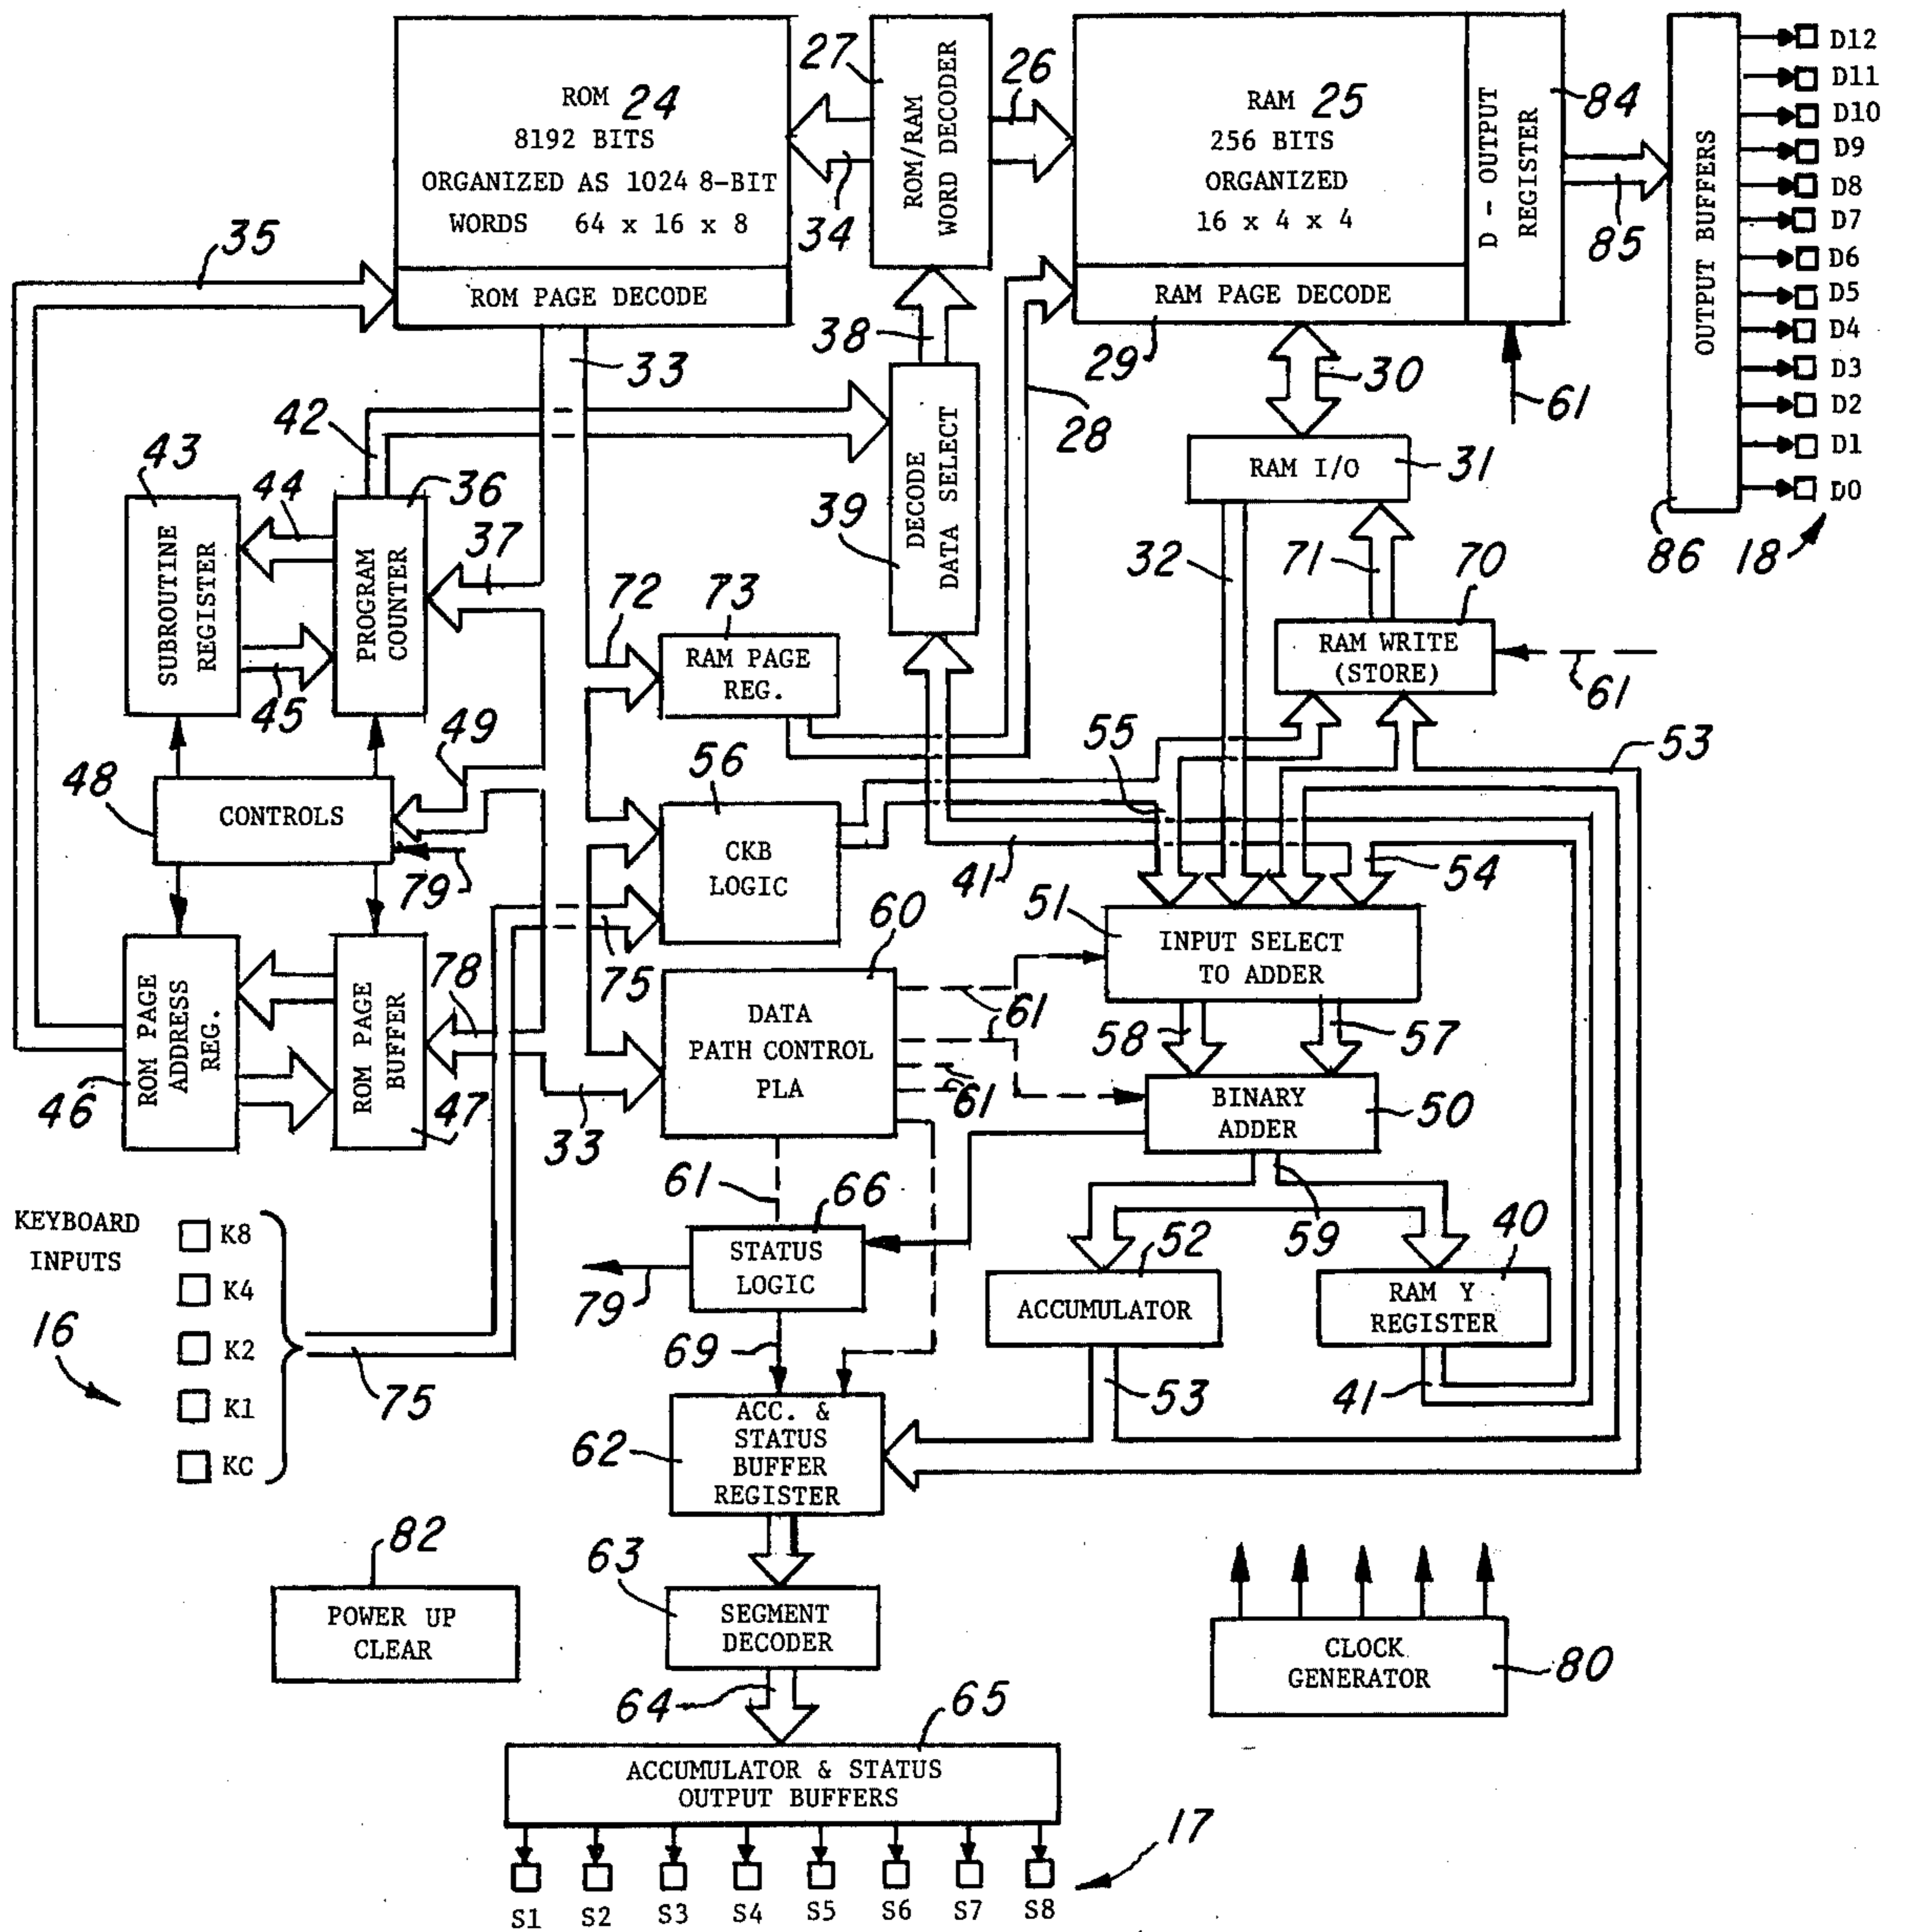 ROM 24
8192 BITS
ORGANIZED AS 1024 8-BIT
WORDS 64 x 16 x 8
ROM PAGE DECODE
27
ROM/RAM
WORD DECODER
26
34
RAM 25
256 BITS
ORGANIZED
16 x 4 x 4
RAM PAGE DECODE
D - OUTPUT
REGISTER
84
85
OUTPUT BUFFERS
D12
D11
D10
D9
D8
D7
D6
D5
D4
D3
D2
D1
D0
86
18
35
33
38
29
30
28
61
42
43
SUBROUTINE
REGISTER
44
45
36
PROGRAM
COUNTER
37
39
DECODE
DATA SELECT
RAM I/O
31
32
71
70
RAM WRITE
(STORE)
61
72
73
RAM PAGE
REG.
49
48
CONTROLS
79
56
CKB
LOGIC
55
53
41
54
51
INPUT SELECT
TO ADDER
ROM PAGE
ADDRESS
REG.
46
ROM PAGE
BUFFER
47
78
75
60
DATA
PATH CONTROL
PLA
61
61
58
57
BINARY
ADDER
50
33
61
66
STATUS
LOGIC
79
69
59
52
ACCUMULATOR
40
RAM Y
REGISTER
53
41
KEYBOARD
INPUTS
K8
K4
K2
K1
KC
16
75
62
ACC. &
STATUS
BUFFER
REGISTER
82
POWER UP
CLEAR
63
SEGMENT
DECODER
64
65
CLOCK
GENERATOR
80
ACCUMULATOR & STATUS
OUTPUT BUFFERS
17
S1 S2 S3 S4 S5 S6 S7 S8